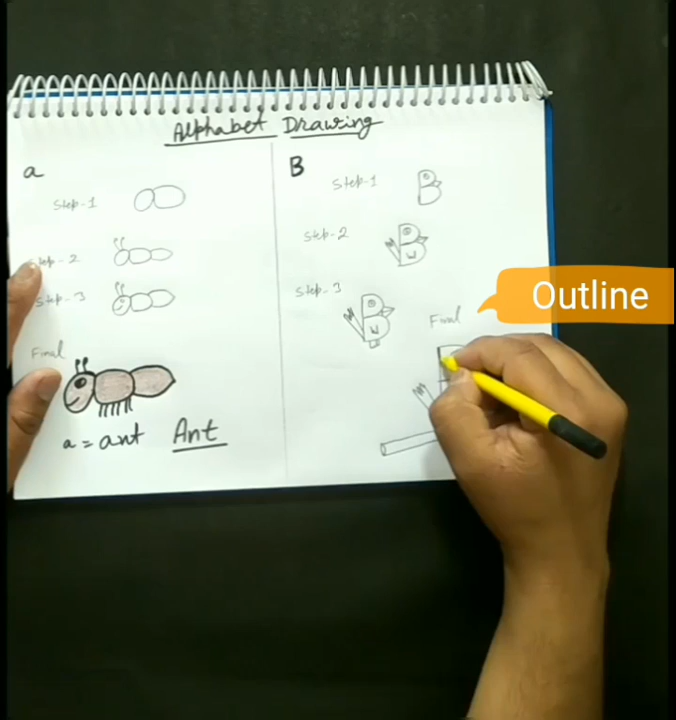 Alphabet Drawing
a
Step-1
Step-2
Step-3
Final
a = ant Ant
B
Step-1
Step-2
Step-3
Final
Outline